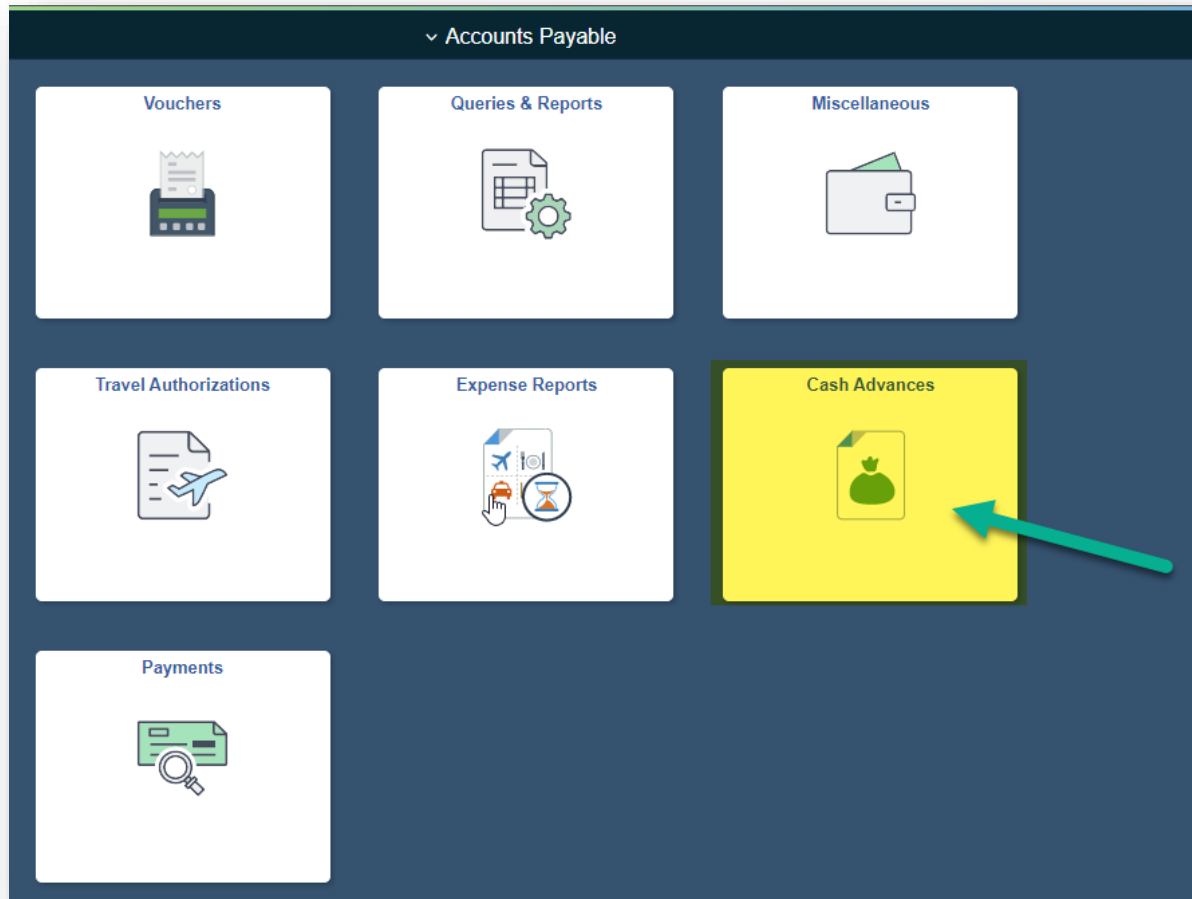 Accounts Payable
Vouchers
Queries & Reports
Miscellaneous
Travel Authorizations
Expense Reports
Cash Advances
Payments